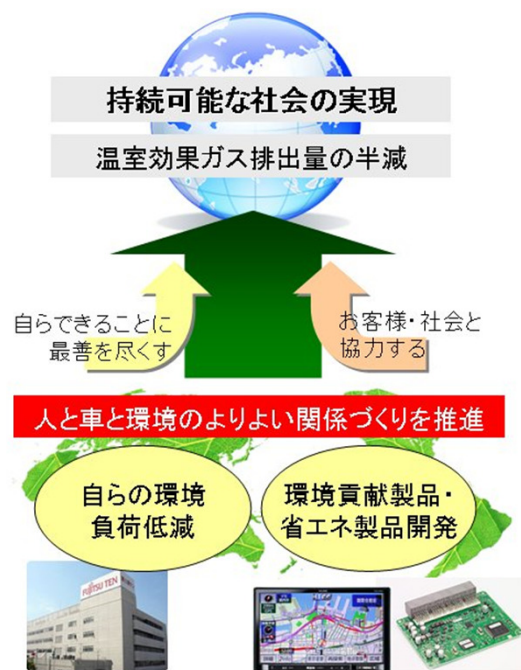 持続可能な社会の実現
温室効果ガス排出量の半減
自らできることに
最善を尽くす
お客様・社会と
協力する
人と車と環境のよりよい関係づくりを推進
自らの環境
負荷低減
環境貢献製品・
省エネ製品開発
FUJITSU TEN